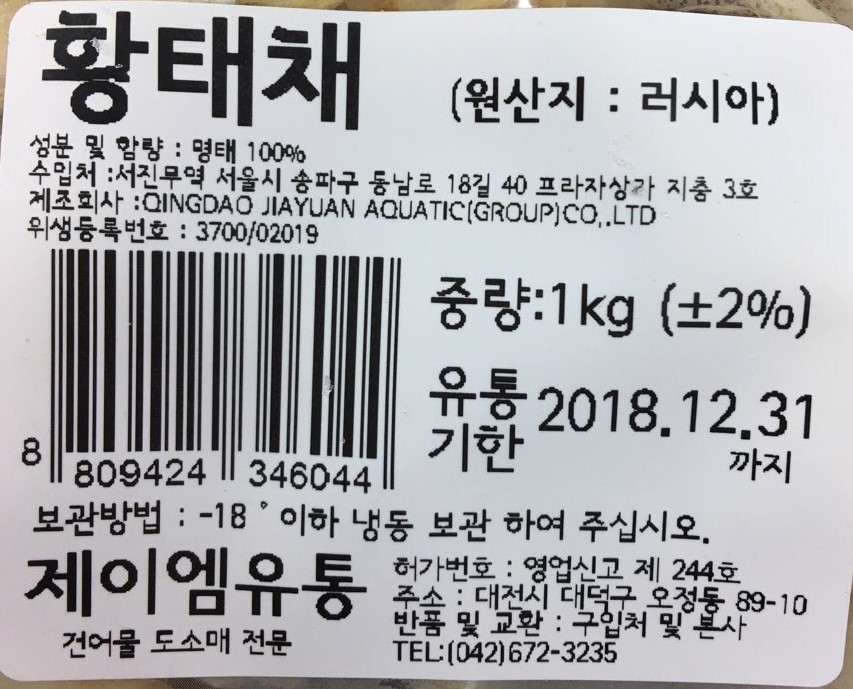 황태채 (원산지 : 러시아)
성분 및 함량 : 명태 100%
수입처 :서진무역 서울시 송파구 동남로 18길 40 프라자상가 지층 3호
제조회사 :QINGDAO JIAYUAN AQUATIC(GROUP)CO,.LTD
위생등록번호 : 3700/02019
중량:1kg (±2%)
유통기한 2018.12.31 까지
8 809424 346044
보관방법 : -18˚ 이하 냉동 보관 하여 주십시오.
제이엠유통
건어물 도소매 전문
허가번호 : 영업신고 제 244호
주소 : 대전시 대덕구 오정동 89-10
반품 및 교환 : 구입처 및 본사
TEL:(042)672-3235